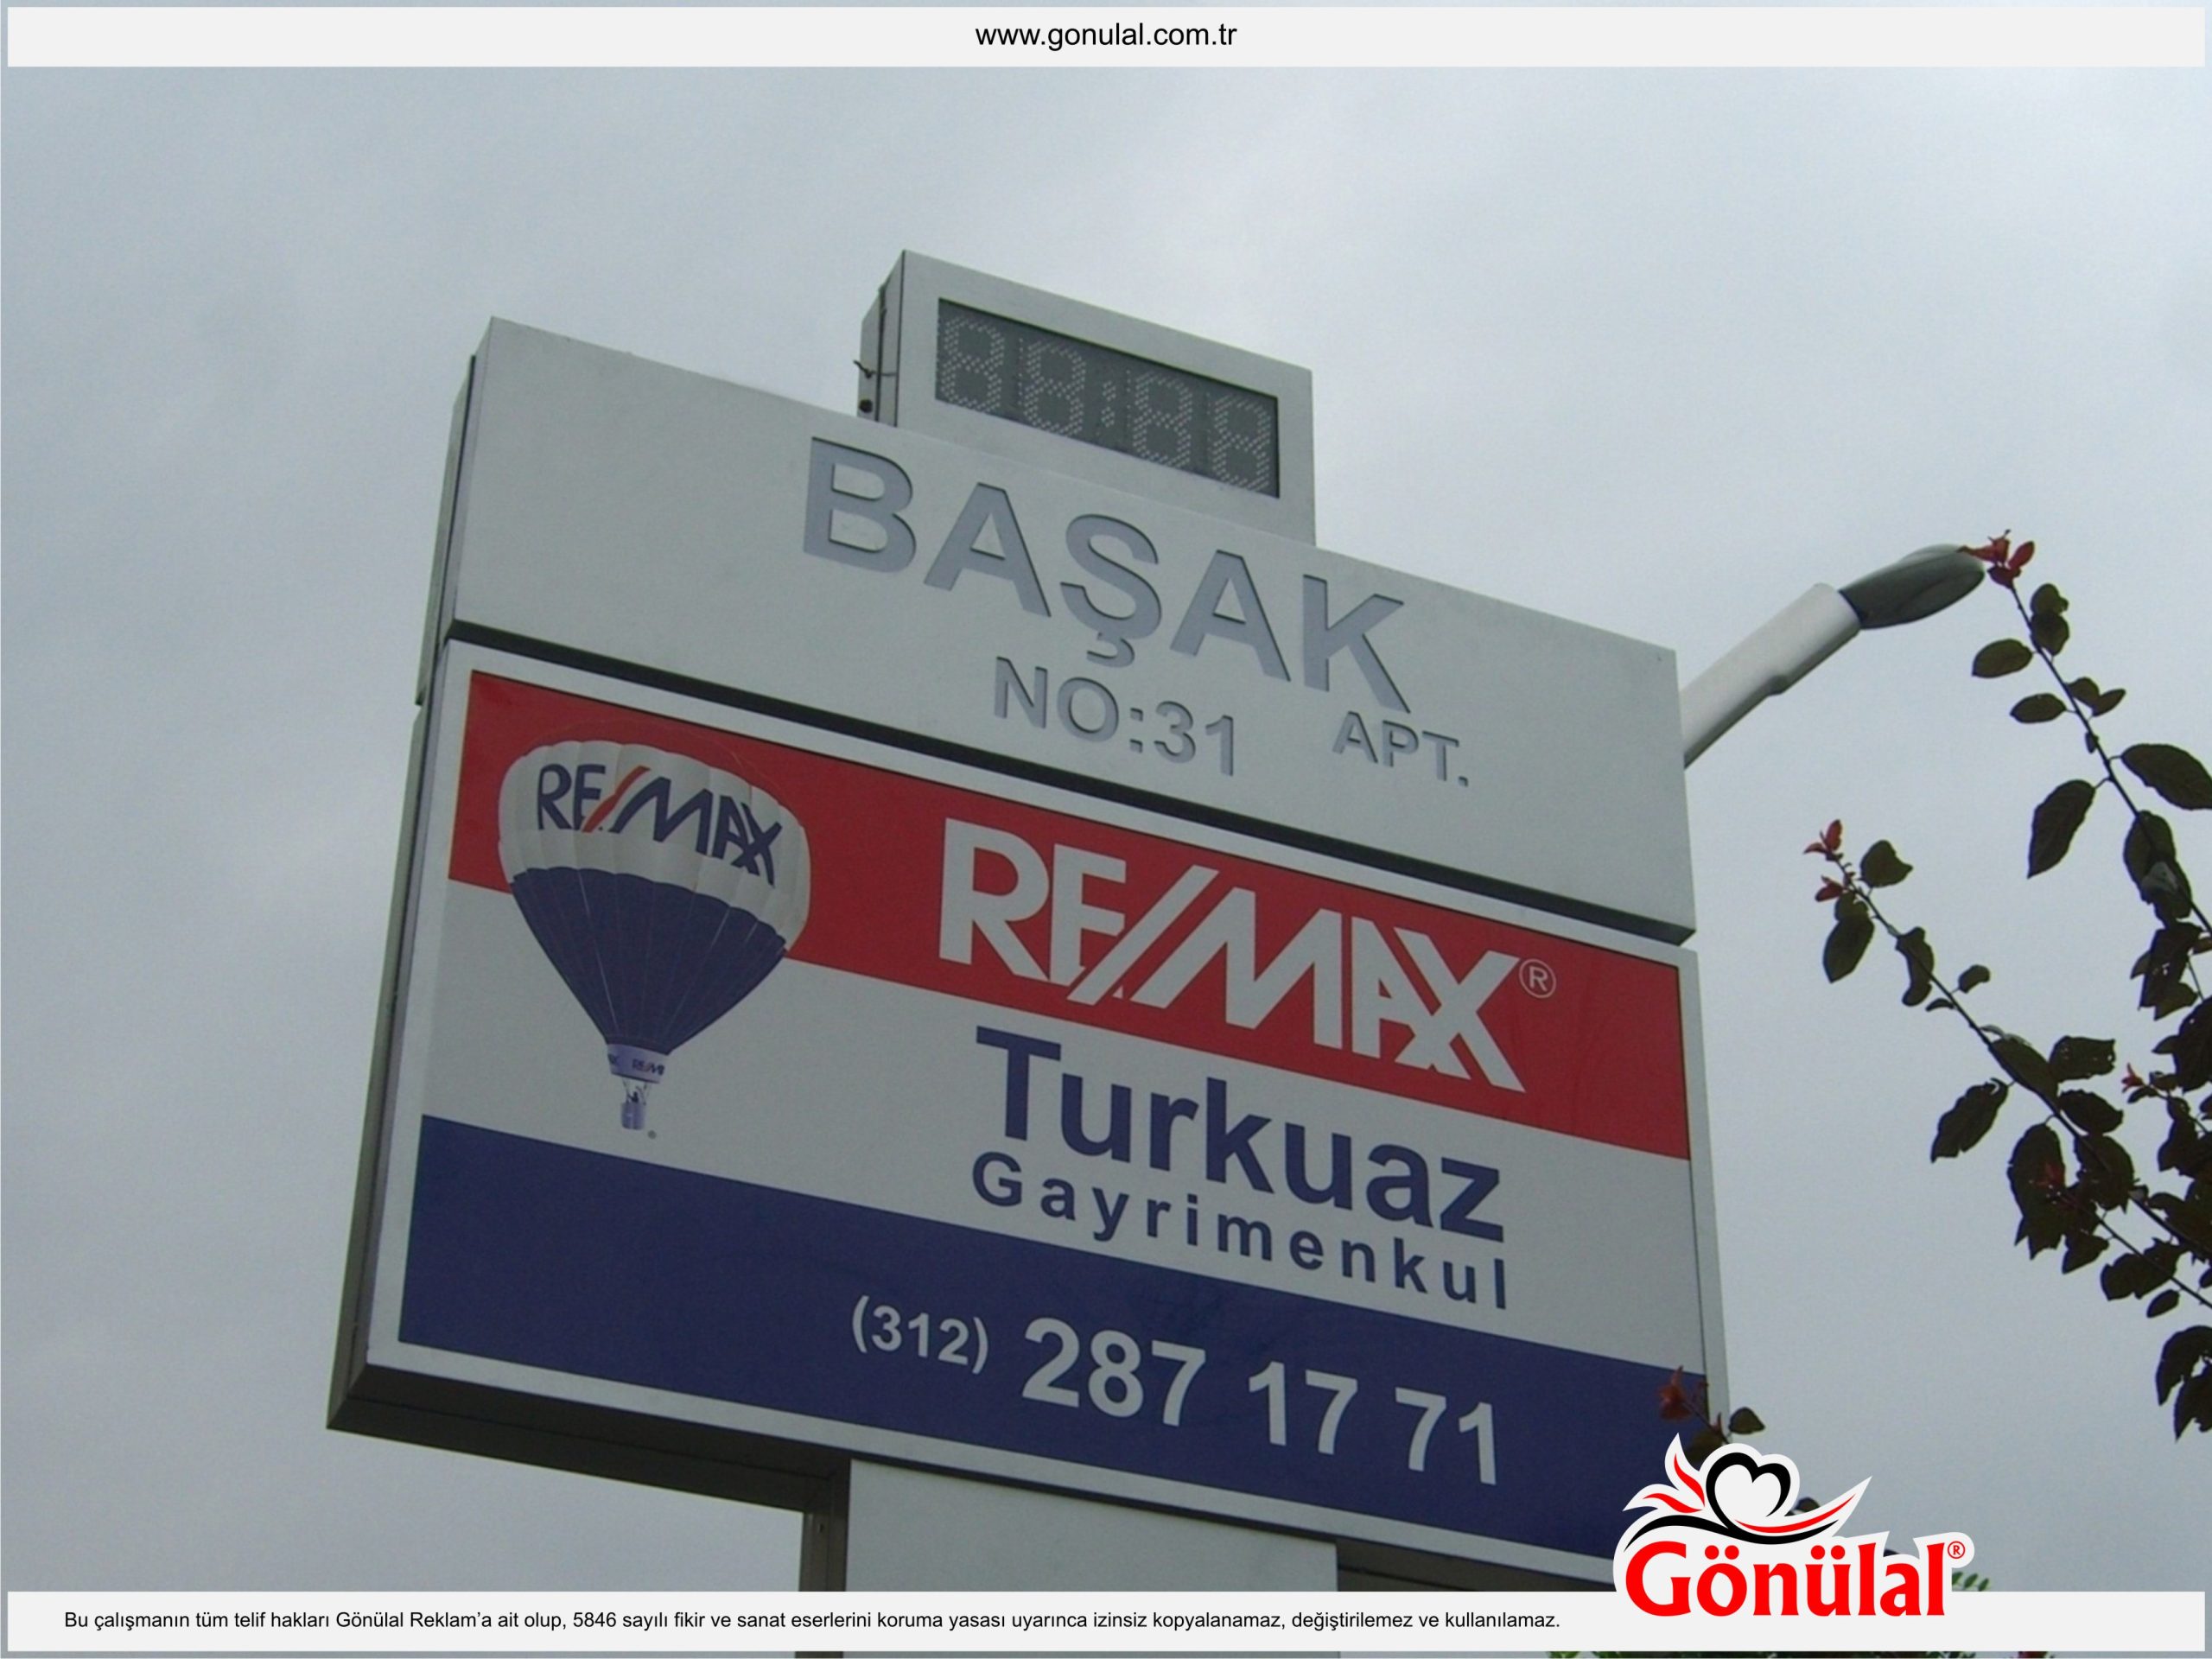 www.gonulal.com.tr
BAŞAK
NO:31 APT.
RE/MAX
RE/MAX®
Turkuaz
Gayrimenkul
(312) 287 17 71
Gönülal®
Bu çalışmanın tüm telif hakları Gönülal Reklam’a ait olup, 5846 sayılı fikir ve sanat eserlerini koruma yasası uyarınca izinsiz kopyalanamaz, değiştirilemez ve kullanılamaz.